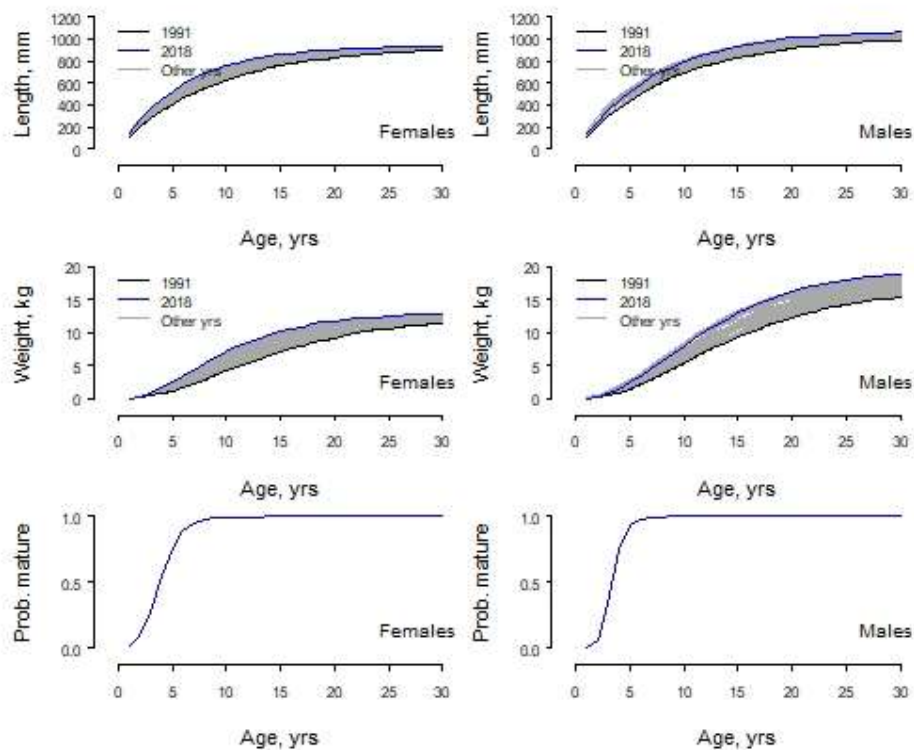 Length, mm
1200
1000
800
600
400
200
0
1991
2018
Other yrs
Females
0 5 10 15 20 25 30
Age, yrs
Length, mm
1200
1000
800
600
400
200
0
1991
2018
Other yrs
Males
0 5 10 15 20 25 30
Age, yrs
Weight, kg
20
15
10
5
0
1991
2018
Other yrs
Females
0 5 10 15 20 25 30
Age, yrs
Weight, kg
20
15
10
5
0
1991
2018
Other yrs
Males
0 5 10 15 20 25 30
Age, yrs
Prob. mature
1.0
0.5
0.0
Females
0 5 10 15 20 25 30
Age, yrs
Prob. mature
1.0
0.5
0.0
Males
0 5 10 15 20 25 30
Age, yrs